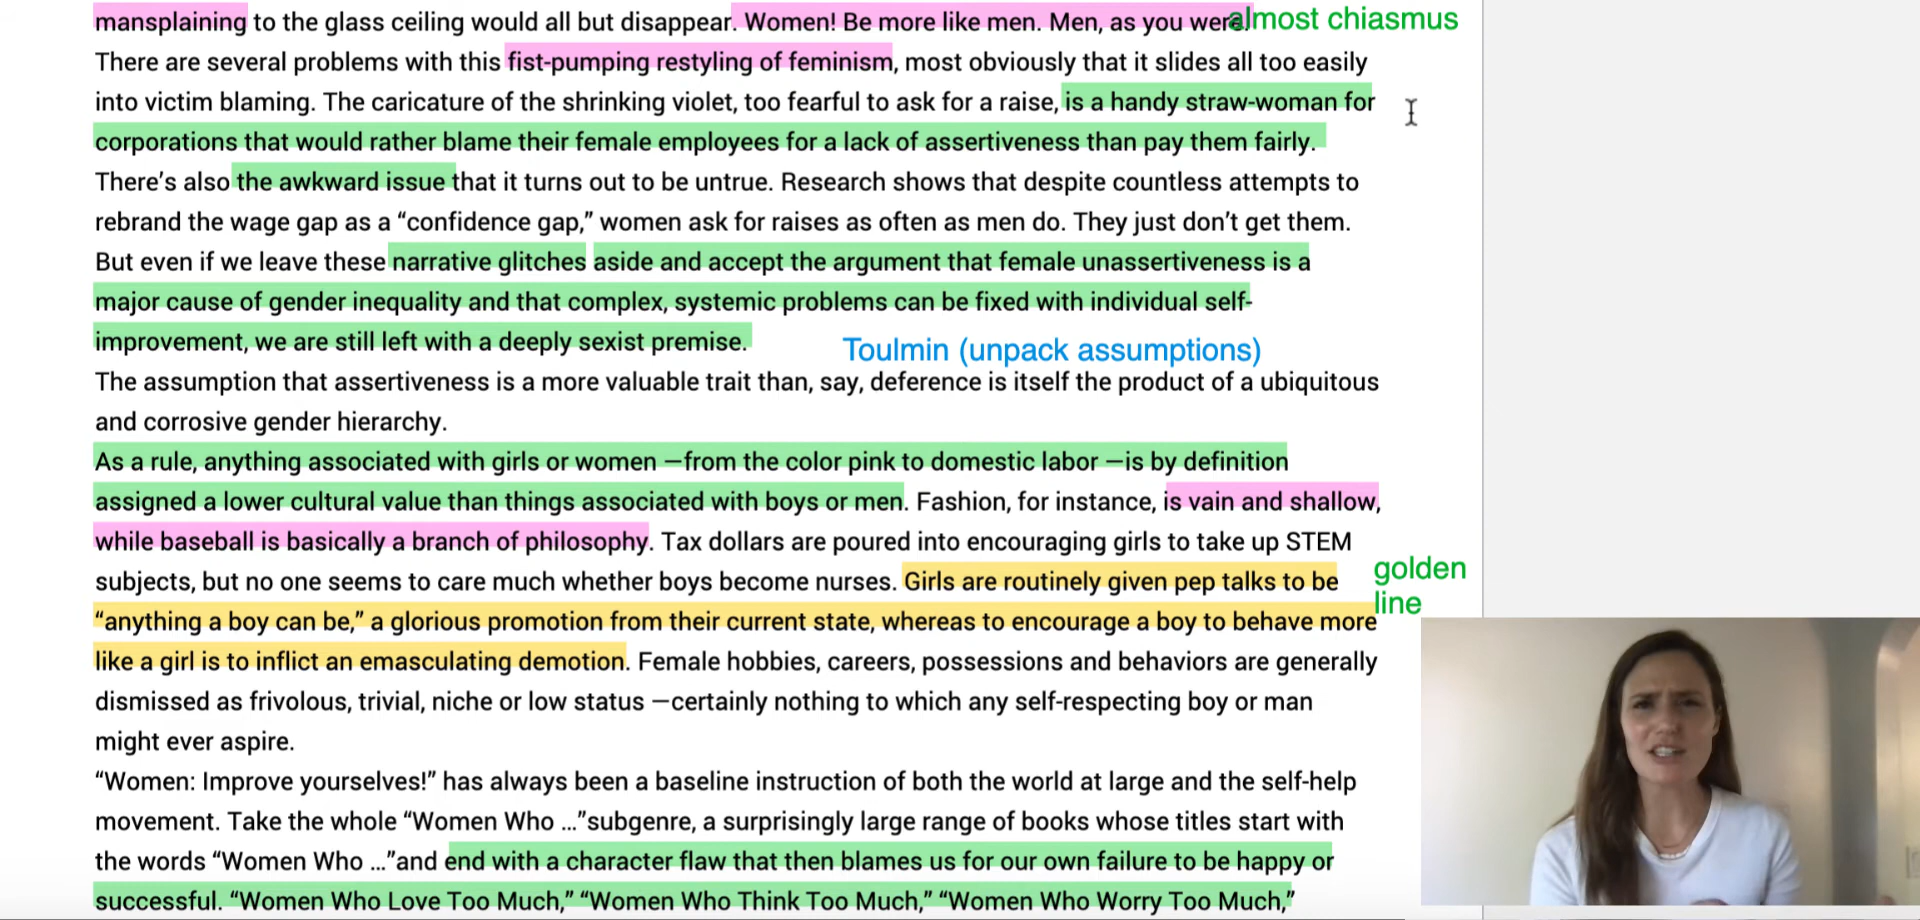 mansplaining to the glass ceiling would all but disappear. Women! Be more like men. Men, as you were. almost chiasmus
There are several problems with this fist-pumping restyling of feminism, most obviously that it slides all too easily
into victim blaming. The caricature of the shrinking violet, too fearful to ask for a raise, is a handy straw-woman for
corporations that would rather blame their female employees for a lack of assertiveness than pay them fairly.
There’s also the awkward issue that it turns out to be untrue. Research shows that despite countless attempts to
rebrand the wage gap as a “confidence gap,” women ask for raises as often as men do. They just don’t get them.
But even if we leave these narrative glitches aside and accept the argument that female unassertiveness is a
major cause of gender inequality and that complex, systemic problems can be fixed with individual self-
improvement, we are still left with a deeply sexist premise.
Toulmin (unpack assumptions)
The assumption that assertiveness is a more valuable trait than, say, deference is itself the product of a ubiquitous
and corrosive gender hierarchy.
As a rule, anything associated with girls or women —from the color pink to domestic labor —is by definition
assigned a lower cultural value than things associated with boys or men. Fashion, for instance, is vain and shallow,
while baseball is basically a branch of philosophy. Tax dollars are poured into encouraging girls to take up STEM
subjects, but no one seems to care much whether boys become nurses. Girls are routinely given pep talks to be
golden
line
“anything a boy can be,” a glorious promotion from their current state, whereas to encourage a boy to behave more
like a girl is to inflict an emasculating demotion. Female hobbies, careers, possessions and behaviors are generally
dismissed as frivolous, trivial, niche or low status —certainly nothing to which any self-respecting boy or man
might ever aspire.
“Women: Improve yourselves!” has always been a baseline instruction of both the world at large and the self-help
movement. Take the whole “Women Who …”subgenre, a surprisingly large range of books whose titles start with
the words “Women Who …”and end with a character flaw that then blames us for our own failure to be happy or
successful. “Women Who Love Too Much,” “Women Who Think Too Much,” “Women Who Worry Too Much,”